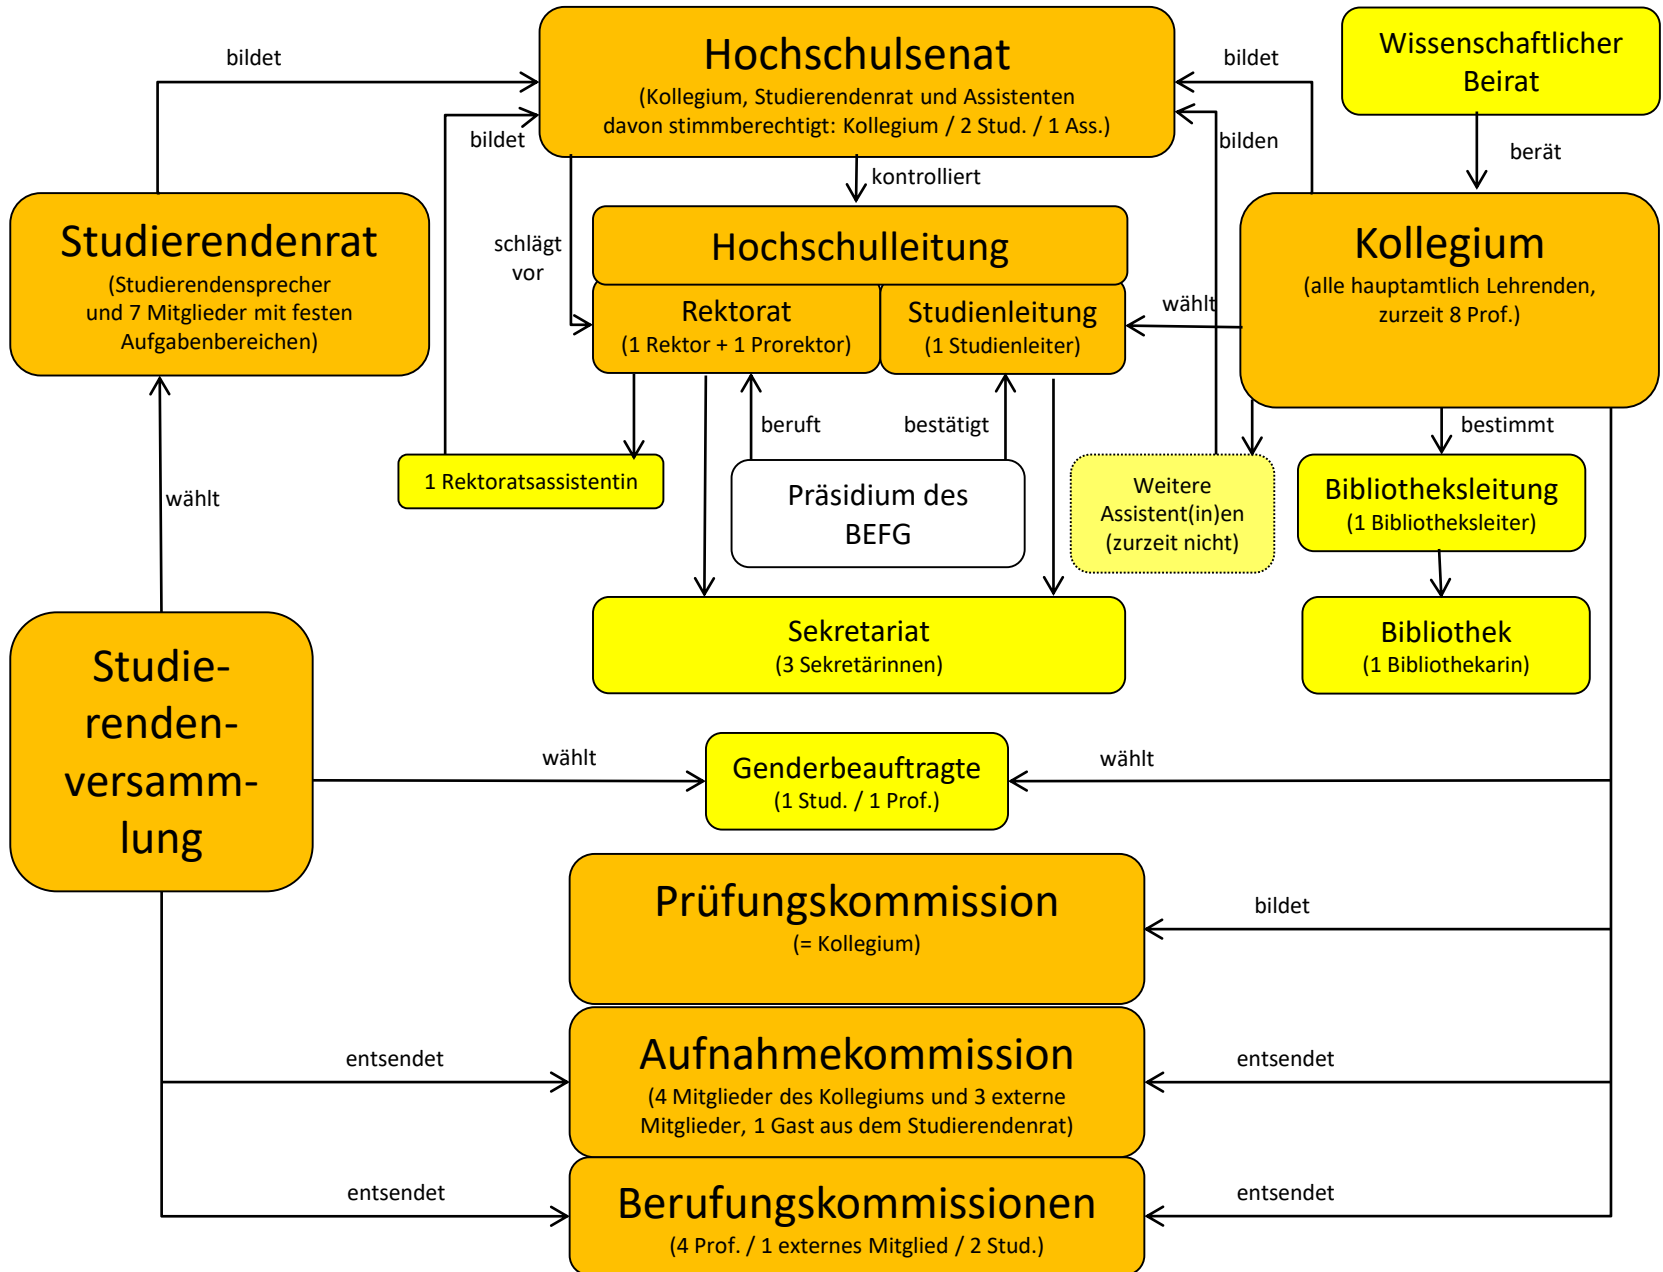 Hochschulsenat
(Kollegium, Studierendenrat und Assistenten
davon stimmberechtigt: Kollegium / 2 Stud. / 1 Ass.)
Wissenschaftlicher
Beirat
bildet
bildet
bildet
bilden
berät
kontrolliert
Studierendenrat
(Studierendensprecher
und 7 Mitglieder mit festen
Aufgabenbereichen)
schlägt
vor
Hochschulleitung
Rektorat
(1 Rektor + 1 Prorektor)
Studienleitung
(1 Studienleiter)
wählt
Kollegium
(alle hauptamtlich Lehrenden,
zurzeit 8 Prof.)
beruft
bestätigt
bestimmt
1 Rektoratsassistentin
Präsidium des
BEFG
Weitere
Assistent(in)en
(zurzeit nicht)
Bibliotheksleitung
(1 Bibliotheksleiter)
wählt
Sekretariat
(3 Sekretärinnen)
Bibliothek
(1 Bibliothekarin)
Studie-
renden-
versamm-
lung
wählt
Genderbeauftragte
(1 Stud. / 1 Prof.)
wählt
Prüfungskommission
(= Kollegium)
bildet
entsendet
Aufnahmekommission
(4 Mitglieder des Kollegiums und 3 externe
Mitglieder, 1 Gast aus dem Studierendenrat)
entsendet
entsendet
Berufungskommissionen
(4 Prof. / 1 externes Mitglied / 2 Stud.)
entsendet